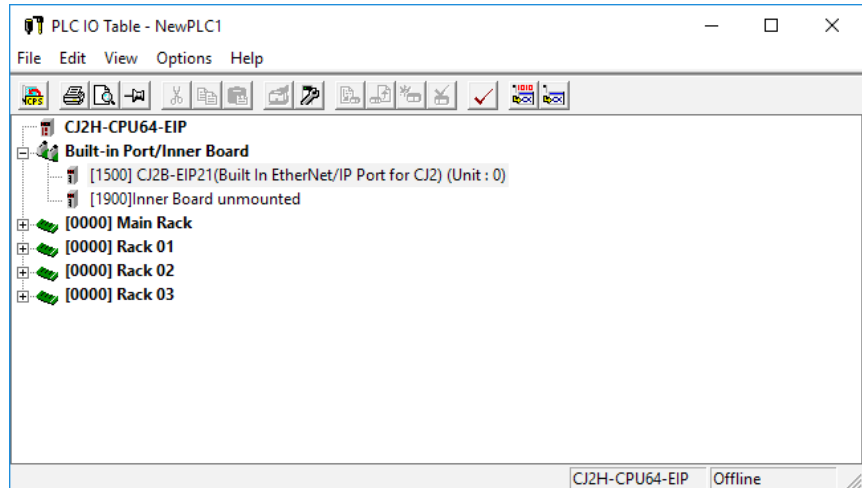 PLC IO Table - NewPLC1
File Edit View Options Help
NCPS
1010
CJ2H-CPU64-EIP
Built-in Port/Inner Board
[1500] CJ2B-EIP21(Built In EtherNet/IP Port for CJ2) (Unit : 0)
[1900]Inner Board unmounted
[0000] Main Rack
[0000] Rack 01
[0000] Rack 02
[0000] Rack 03
CJ2H-CPU64-EIP Offline